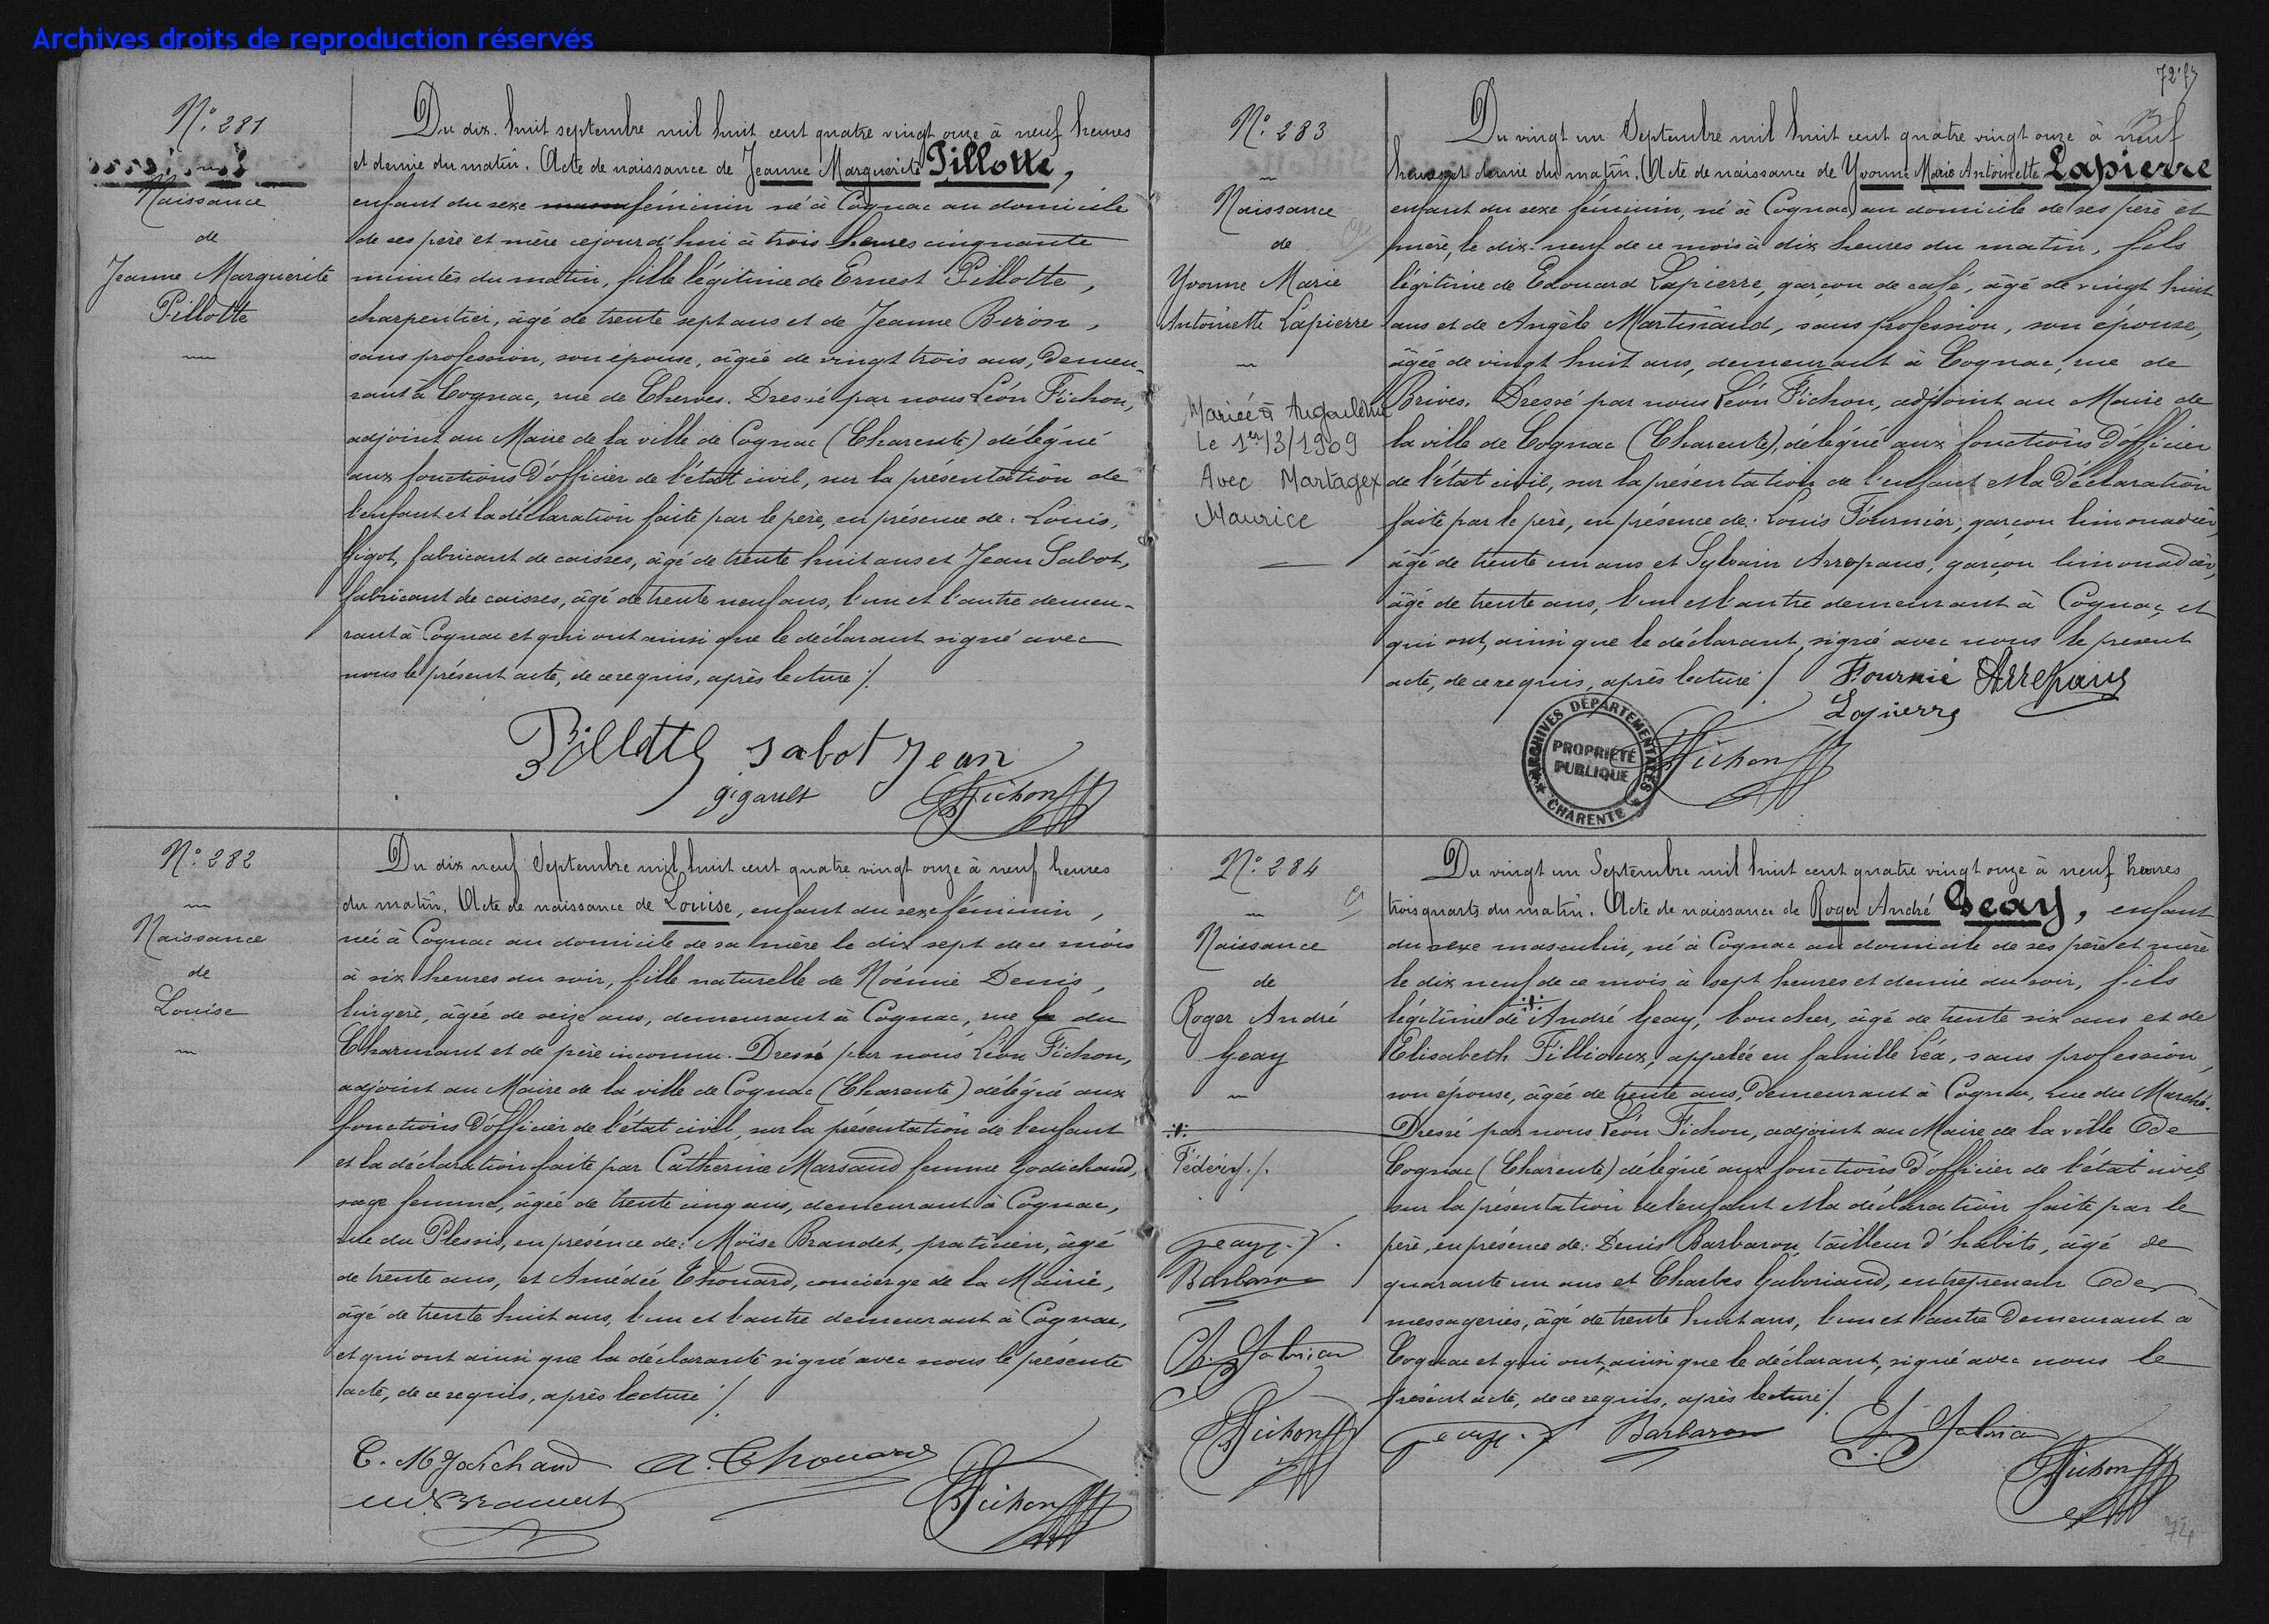 Archives droits de reproduction réservés
N° 281
Naissance
de
Jeanne Marguerite
Pillotte
Du dix-huit septembre mil huit cent quatre vingt onze à neuf heures
et demie du matin. Acte de naissance de Jeanne Marguerite Pillotte,
enfant du sexe féminin né à Cognac au domicile
de ses père et mère cejourd'hui à trois heures cinquante
minutes du matin, fille légitime de Ernest Pillotte,
charpentier, âgé de trente sept ans et de Jeanne Biron,
sans profession, son épouse, âgée de vingt trois ans, demeu-
rant à Cognac, rue de Cherves. Dressé par nous Léon Fichon,
adjoint au Maire de la ville de Cognac (Charente) délégué
aux fonctions d'officier de l'état civil, sur la présentation de
l'enfant et la déclaration faite par le père, en présence de: Louis,
Gigot, fabricant de caisses, âgé de trente huit ans et Jean Sabot,
fabricant de caisses, âgé de trente neuf ans, l'un et l'autre demeu-
rant à Cognac et qui ont ainsi que le déclarant signé avec
nous le présent acte, de ce requis, après lecture ./.
Pillotte Sabot Jean
gigault Fichon
N° 282
Naissance
de
Louise
Du dix neuf Septembre mil huit cent quatre vingt onze à neuf heures
du matin. Acte de naissance de Louise, enfant du sexe féminin,
née à Cognac au domicile de sa mère le dix sept de ce mois
à six heures du soir, fille naturelle de Noémie Denis,
lingère, âgée de seize ans, demeurant à Cognac, rue du
Charmant et de père inconnu. Dressé par nous Léon Fichon,
adjoint au Maire de la ville de Cognac (Charente) délégué aux
fonctions d'officier de l'état civil, sur la présentation de l'enfant
et la déclaration faite par Catherine Marsaud femme Godichaud,
sage femme, âgée de trente cinq ans, demeurant à Cognac,
rue du Plessis, en présence de: Moïse Brandet, praticien, âgé
de trente ans, et Amédée Chouard, concierge de la Mairie,
âgé de trente huit ans, l'un et l'autre demeurant à Cognac,
et qui ont ainsi que la déclarante signé avec nous le présente
acte, de ce requis, après lecture ./.
C. M Godichaud A. Chouard
Fichon
72
N° 283
Naissance
de
Yvonne Marie
Antoinette Lapierre
Mariée à Angoulême
Le 1er/3/1909
Avec Martagex
Maurice
Du vingt un Septembre mil huit cent quatre vingt onze à neuf
heures et demie du matin. Acte de naissance de Yvonne Marie Antoinette Lapierre
enfant du sexe féminin, né à Cognac au domicile de ses père et
mère, le dix-neuf de ce mois à dix heures du matin, fils
légitime de Edouard Lapierre, garçon de café, âgé de vingt huit
ans et de Angèle Martinaud, sans profession, son épouse,
âgée de vingt huit ans, demeurant à Cognac, rue de
Brives. Dressé par nous Léon Fichon, adjoint au Maire de
la ville de Cognac (Charente), délégué aux fonctions d'officier
de l'état civil, sur la présentation de l'enfant et la déclaration
faite par le père, en présence de: Louis Fournier, garçon limonadier,
âgé de trente un ans et Sylvain Arrepaus, garçon limonadier,
âgé de trente ans, l'un et l'autre demeurant à Cognac, et
qui ont, ainsi que le déclarant, signé avec nous le present
acte, de ce requis, après lecture ./. Fournié Arrepaus
Lapierre
Fichon
ARCHIVES DÉPARTEMENTALES
PROPRIÉTÉ
PUBLIQUE
* CHARENTE *
N° 284
Naissance
de
Roger André
Geay
Fédéric./.
Geay
Barbaron
Fichon
Du vingt un Septembre mil huit cent quatre vingt onze à neuf heures
trois quarts du matin. Acte de naissance de Roger André Geay, enfant
du sexe masculin, né à Cognac au domicile de ses père et mère
le dix neuf de ce mois à sept heures et demie du soir, fils
légitime de André Geay, boucher, âgé de trente six ans et de
Elisabeth Fillioux, appelée en famille Léa, sans profession,
son épouse, âgée de trente ans, demeurant à Cognac, rue du Marché.
Dressé par nous Léon Fichon, adjoint au Maire de la ville de
Cognac (Charente) délégué aux fonctions d'officier de l'état civil,
sur la présentation de l'enfant et la déclaration faite par le
père, en présence de: Denis Barbaron, tailleur d'habits, âgé de
quarante un ans et Charles Gaboriaud, entrepreneur de
messageries, âgé de trente huit ans, l'un et l'autre demeurant à
Cognac et qui ont, ainsi que le déclarant, signé avec nous le
présent acte, de ce requis, après lecture ./.
Geay Barbaron
Fichon
74